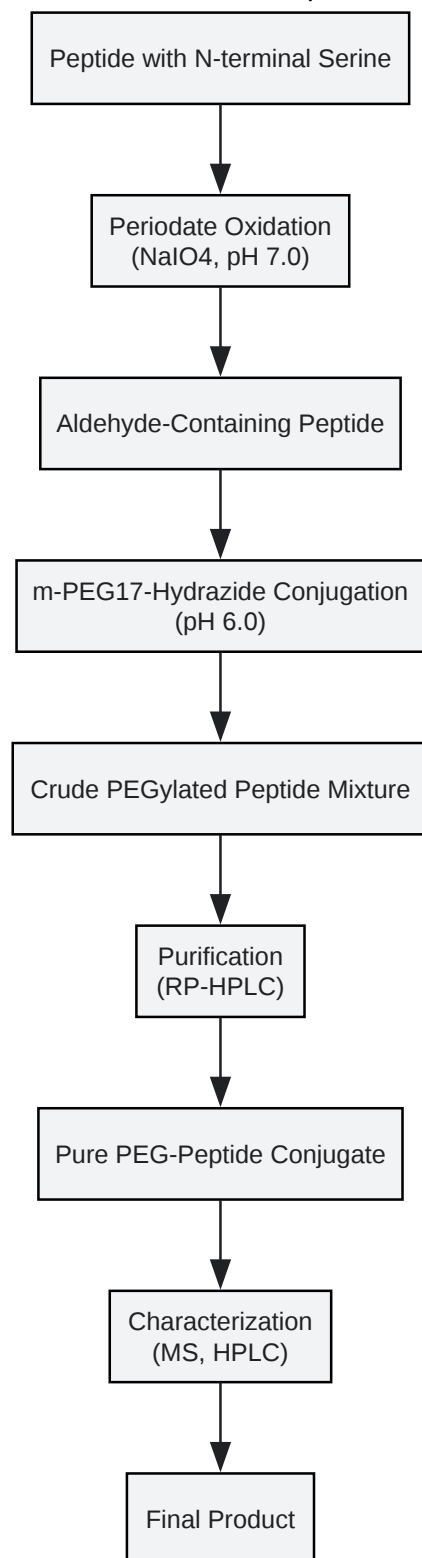 Peptide with N-terminal Serine
Periodate Oxidation
(NaIO4, pH 7.0)
Aldehyde-Containing Peptide
m-PEG17-Hydrazide Conjugation
(pH 6.0)
Crude PEGylated Peptide Mixture
Purification
(RP-HPLC)
Pure PEG-Peptide Conjugate
Characterization
(MS, HPLC)
Final Product